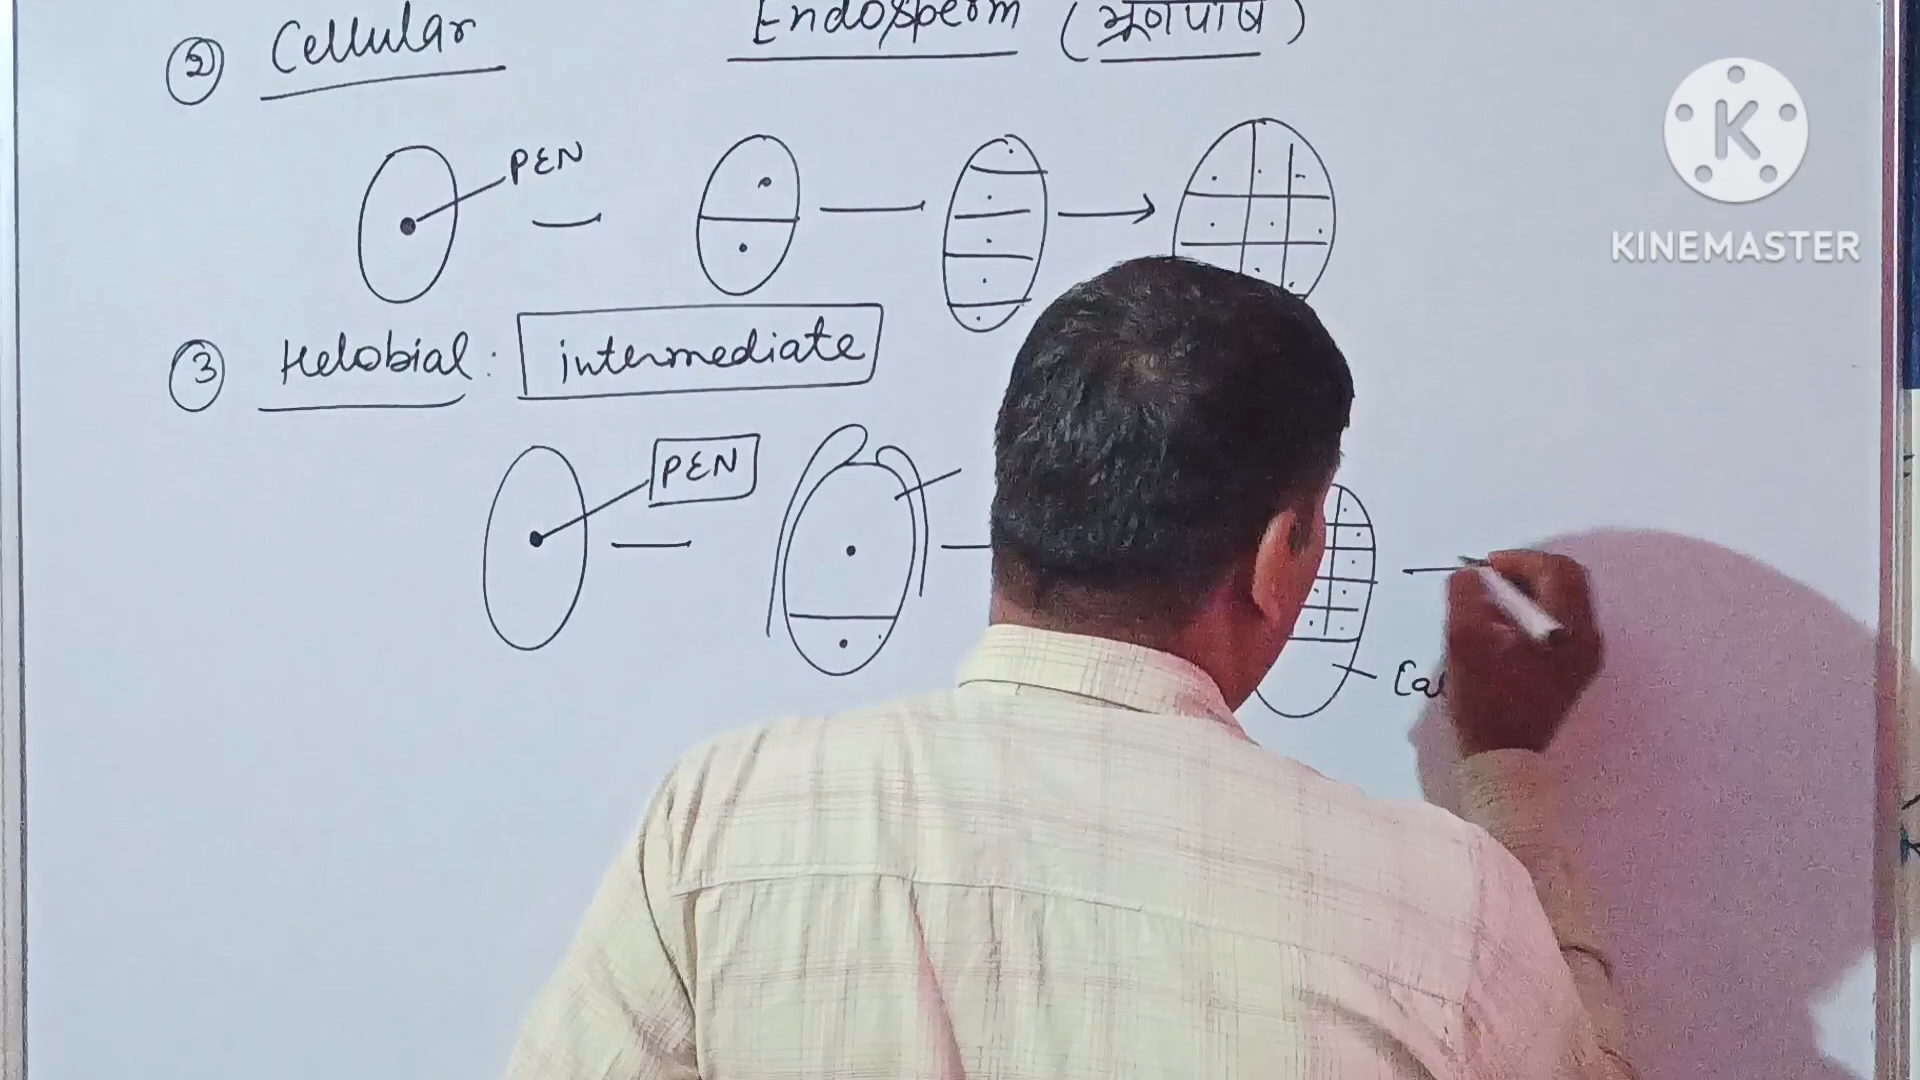 Endosperm (भ्रूणपोष)
② Cellular
PEN
③ Helobial : intermediate
PEN
KINEMASTER